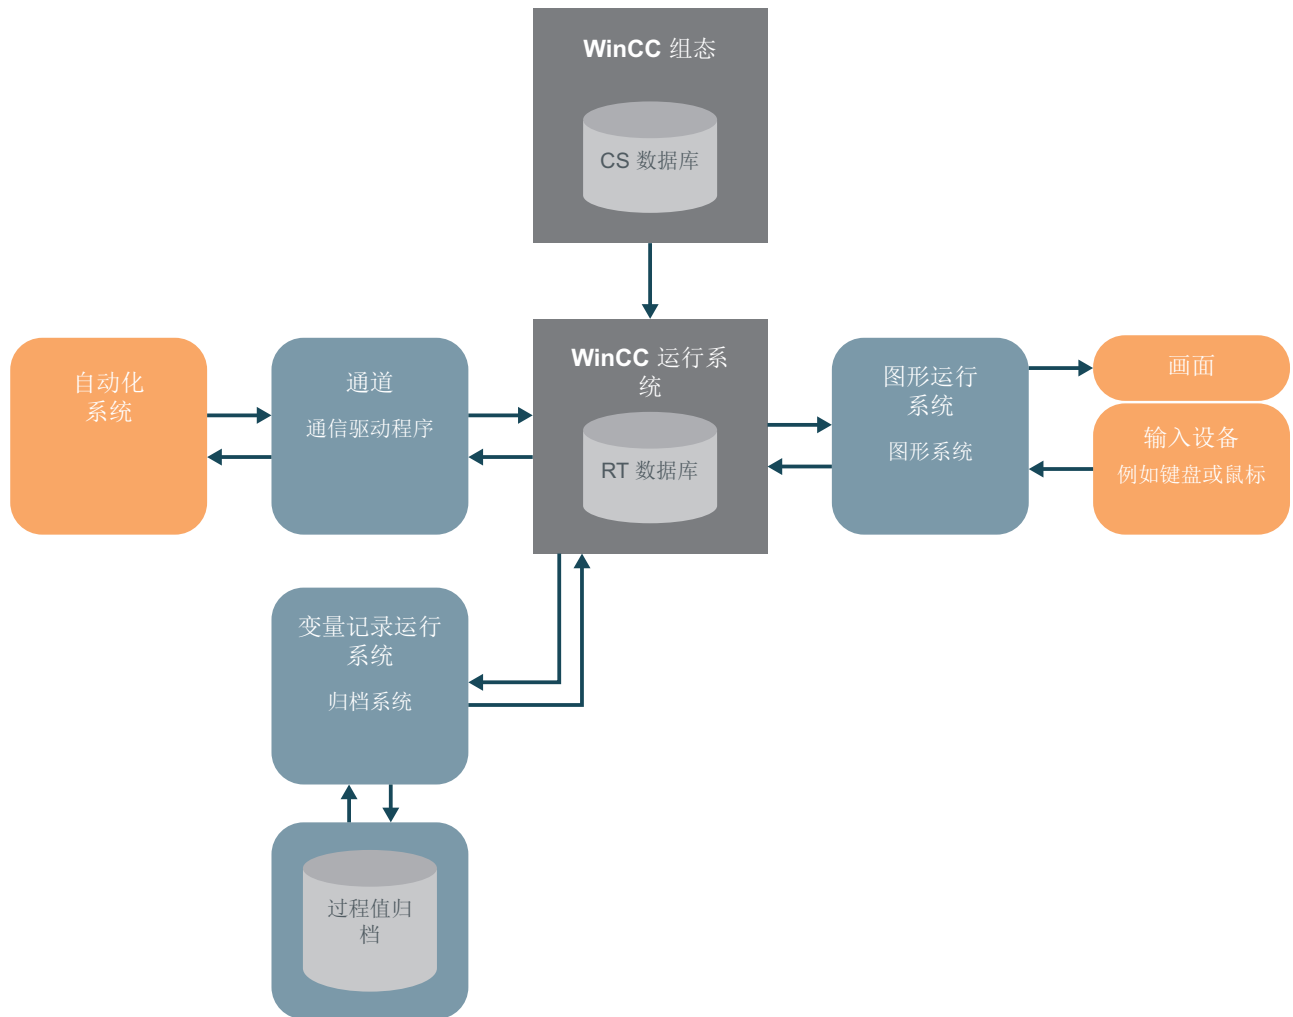 WinCC 组态
CS 数据库
自动化
系统
通道
通信驱动程序
WinCC 运行系
统
RT 数据库
图形运行
系统
图形系统
画面
输入设备
例如键盘或鼠标
变量记录运行
系统
归档系统
过程值归
档